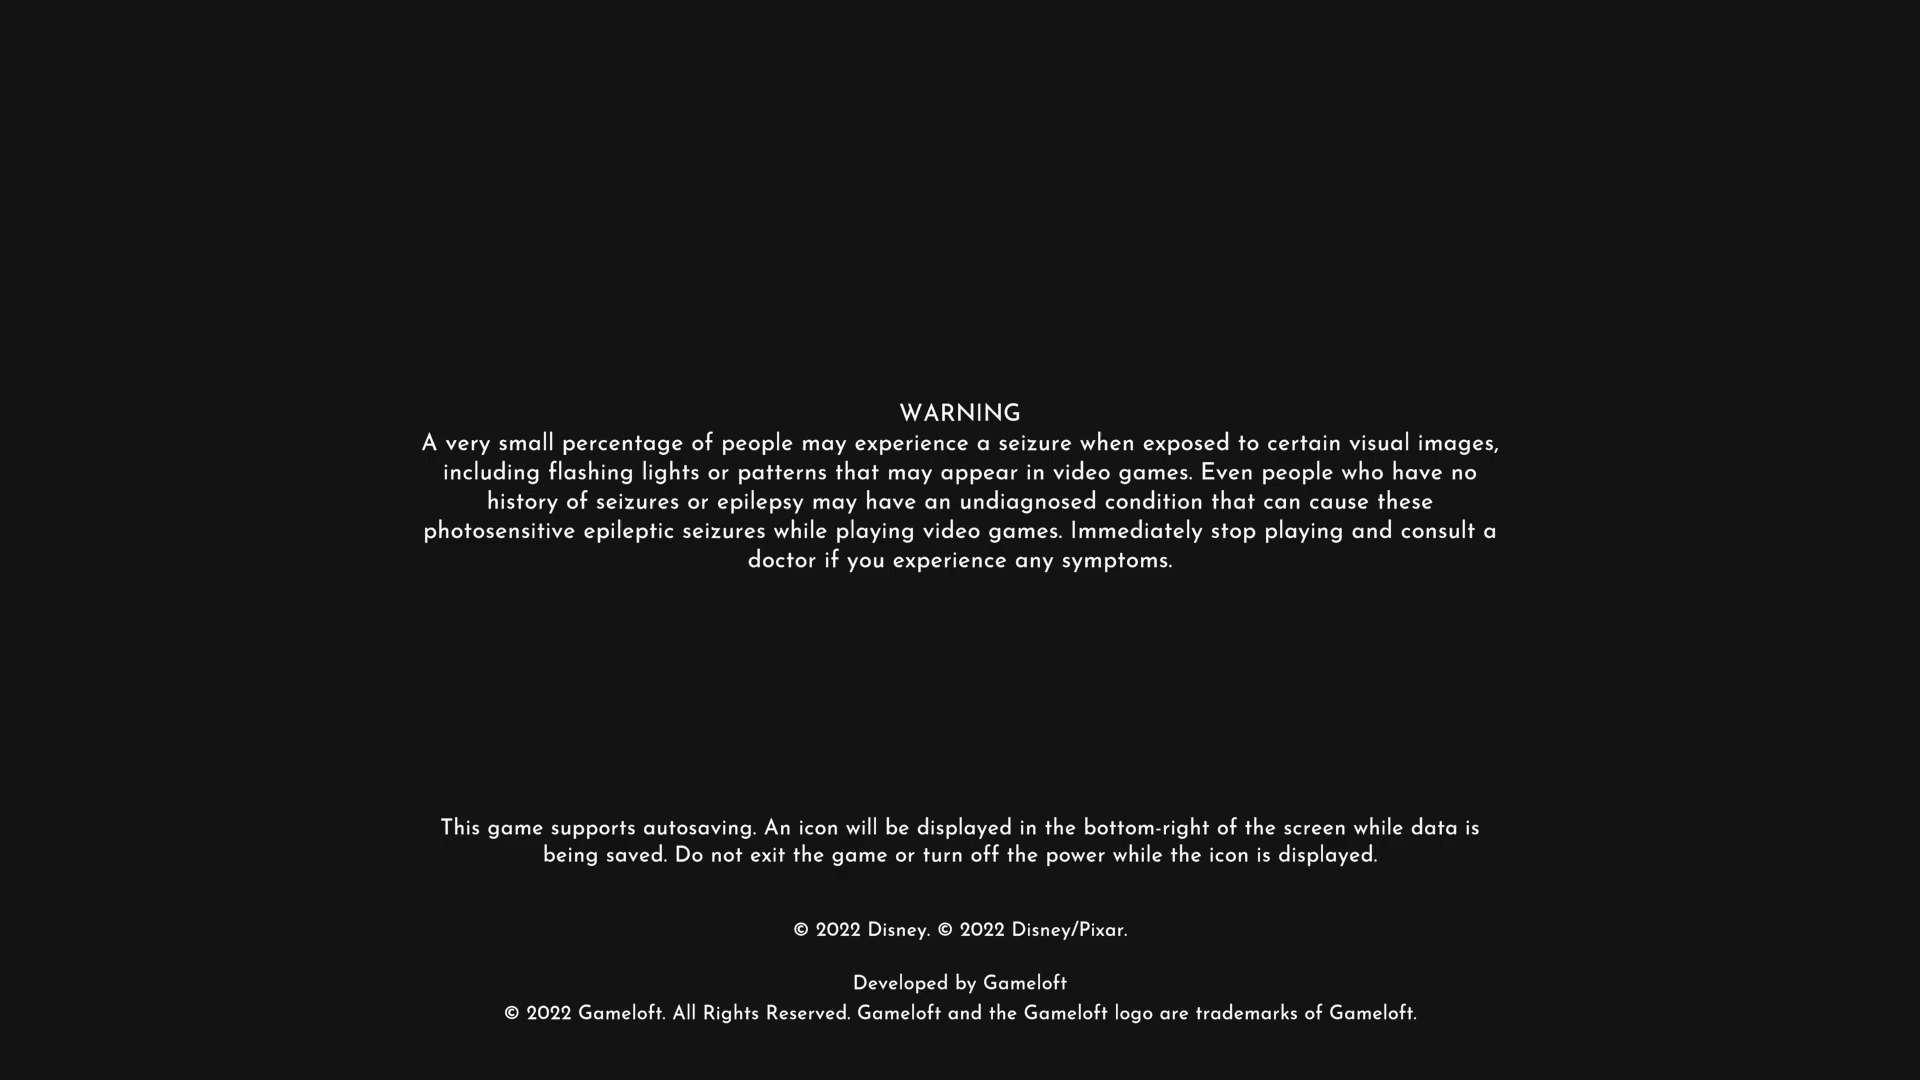 WARNING
A very small percentage of people may experience a seizure when exposed to certain visual images,
including flashing lights or patterns that may appear in video games. Even people who have no
history of seizures or epilepsy may have an undiagnosed condition that can cause these
photosensitive epileptic seizures while playing video games. Immediately stop playing and consult a
doctor if you experience any symptoms.
This game supports autosaving. An icon will be displayed in the bottom-right of the screen while data is
being saved. Do not exit the game or turn off the power while the icon is displayed.
© 2022 Disney. © 2022 Disney/Pixar.
Developed by Gameloft
© 2022 Gameloft. All Rights Reserved. Gameloft and the Gameloft logo are trademarks of Gameloft.